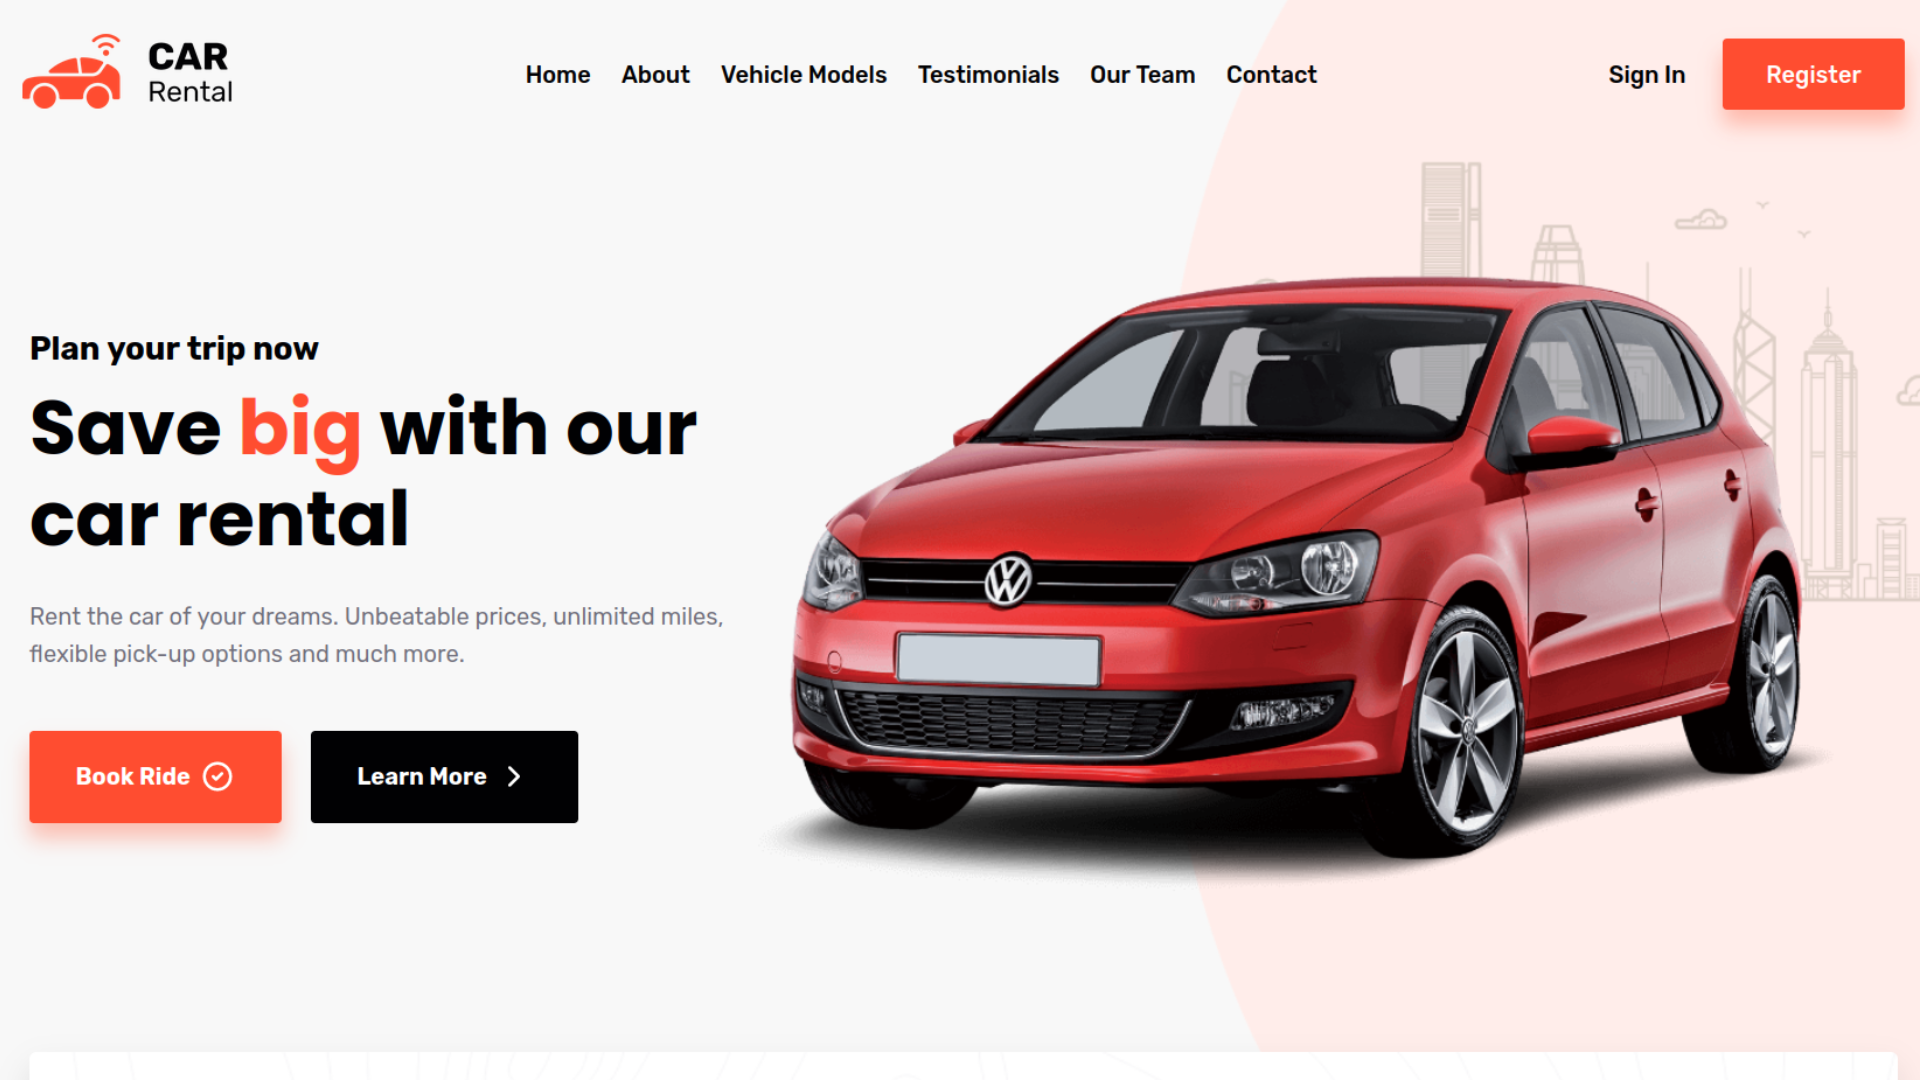 CAR
Rental
Home About Vehicle Models Testimonials Our Team Contact
Sign In Register
Plan your trip now
Save big with our
car rental
Rent the car of your dreams. Unbeatable prices, unlimited miles,
flexible pick-up options and much more.
Book Ride Learn More